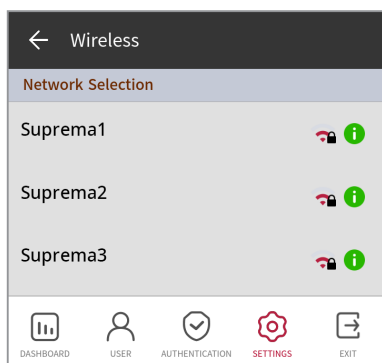 Wireless
Network Selection
Suprema1
Suprema2
Suprema3
DASHBOARD USER AUTHENTICATION SETTINGS EXIT